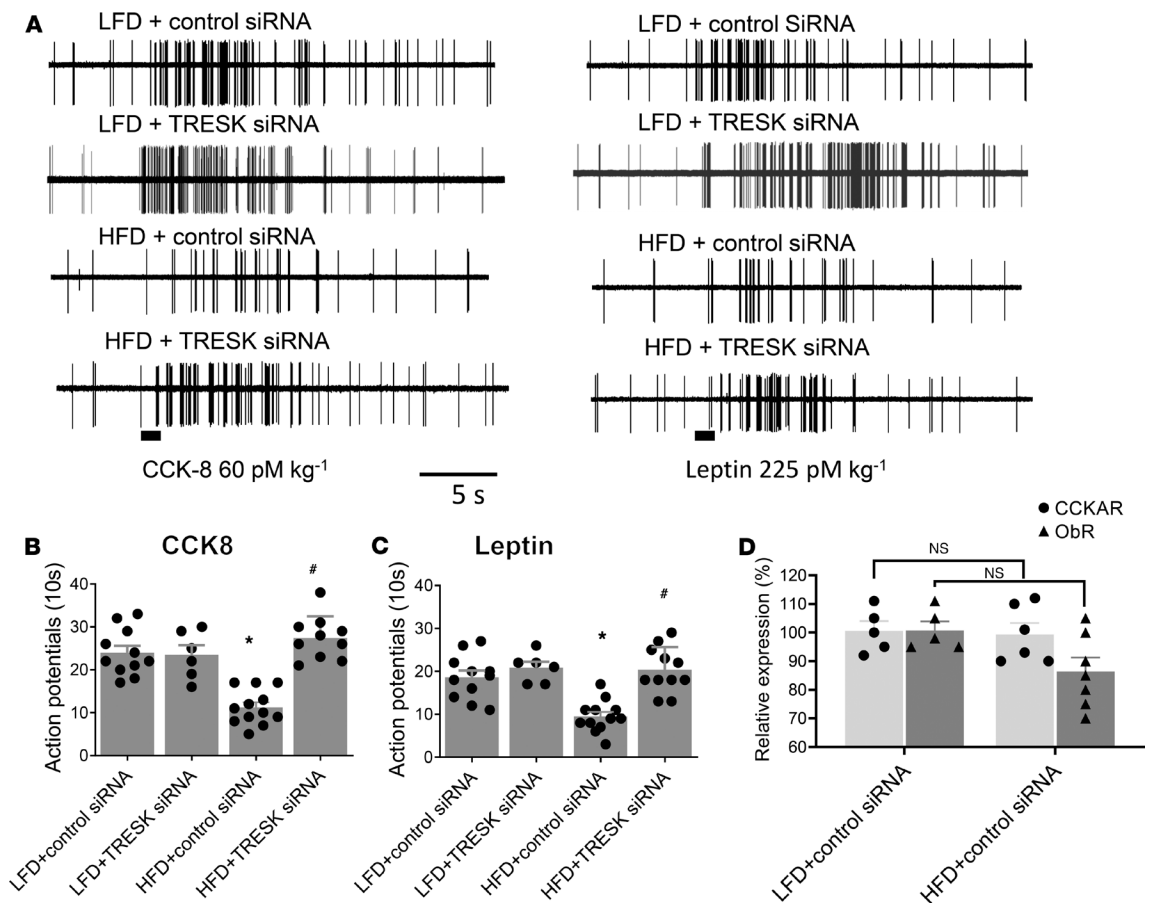 A
LFD + control siRNA
LFD + TRESK siRNA
HFD + control siRNA
HFD + TRESK siRNA
CCK-8 60 pM kg-1
5 s
LFD + control SiRNA
LFD + TRESK siRNA
HFD + control siRNA
HFD + TRESK siRNA
Leptin 225 pM kg-1
B
CCK8
Action potentials (10s)
40
30
20
10
0
*
#
LFD+control siRNA
LFD+TRESK siRNA
HFD+control siRNA
HFD+TRESK siRNA
C
Leptin
Action potentials (10s)
40
30
20
10
0
*
#
LFD+control siRNA
LFD+TRESK siRNA
HFD+control siRNA
HFD+TRESK siRNA
D
CCKAR
ObR
NS
NS
Relative expression (%)
120
110
100
90
80
70
60
LFD+control siRNA
HFD+control siRNA